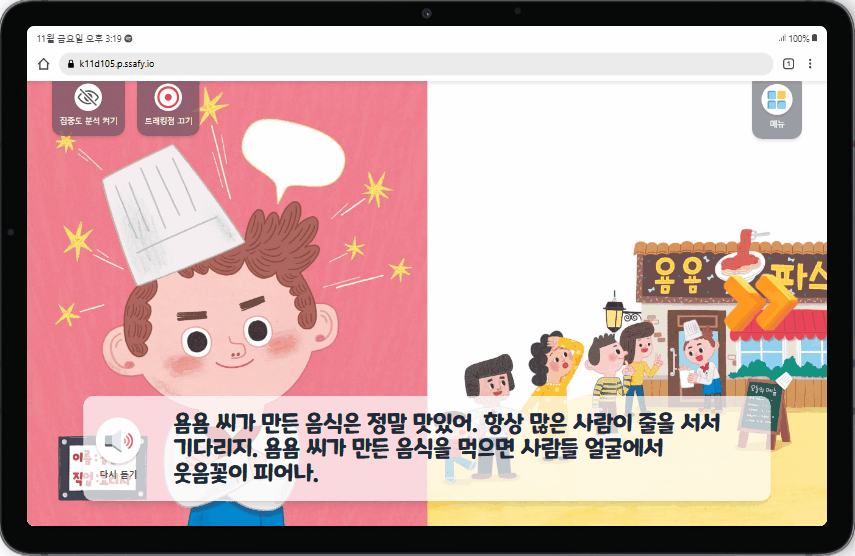 11월 금요일 오후 3:19
100%
k11d105.p.ssafy.io
1
집중도 분석 켜기
트래킹점 끄기
메뉴
욤욤 파스
오늘의 메뉴
욤욤 씨가 만든 음식은 정말 맛있어. 항상 많은 사람이 줄을 서서
기다리지. 욤욤 씨가 만든 음식을 먹으면 사람들 얼굴에서
웃음꽃이 피어나.
이름 :
직업 : 요리사
다시 듣기